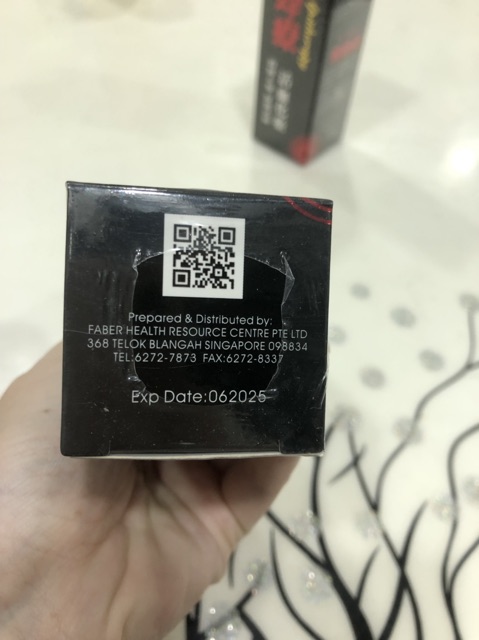 Prepared & Distributed by:
FABER HEALTH RESOURCE CENTRE PTE LTD
368 TELOK BLANGAH SINGAPORE 098834
TEL:6272-7873 FAX:6272-8337
Exp Date:062025